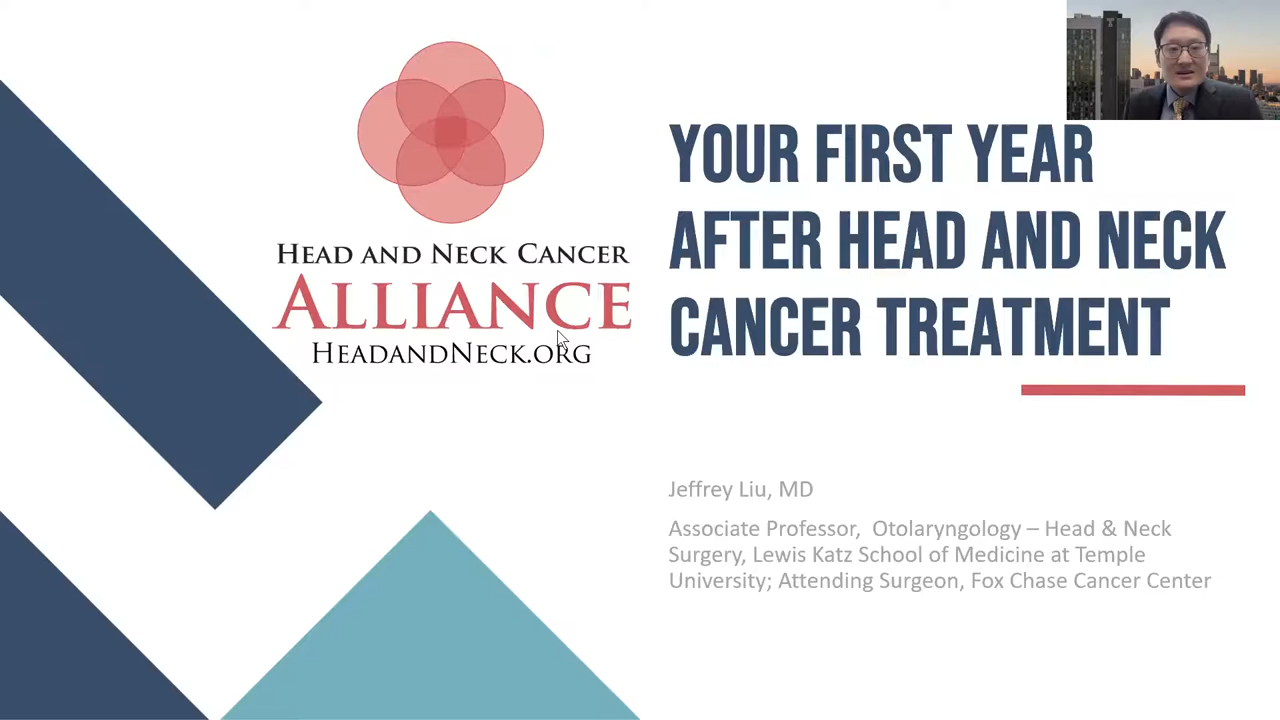 HEAD AND NECK CANCER
ALLIANCE
HEADANDNECK.ORG
YOUR FIRST YEAR
AFTER HEAD AND NECK
CANCER TREATMENT
Jeffrey Liu, MD
Associate Professor, Otolaryngology – Head & Neck
Surgery, Lewis Katz School of Medicine at Temple
University; Attending Surgeon, Fox Chase Cancer Center